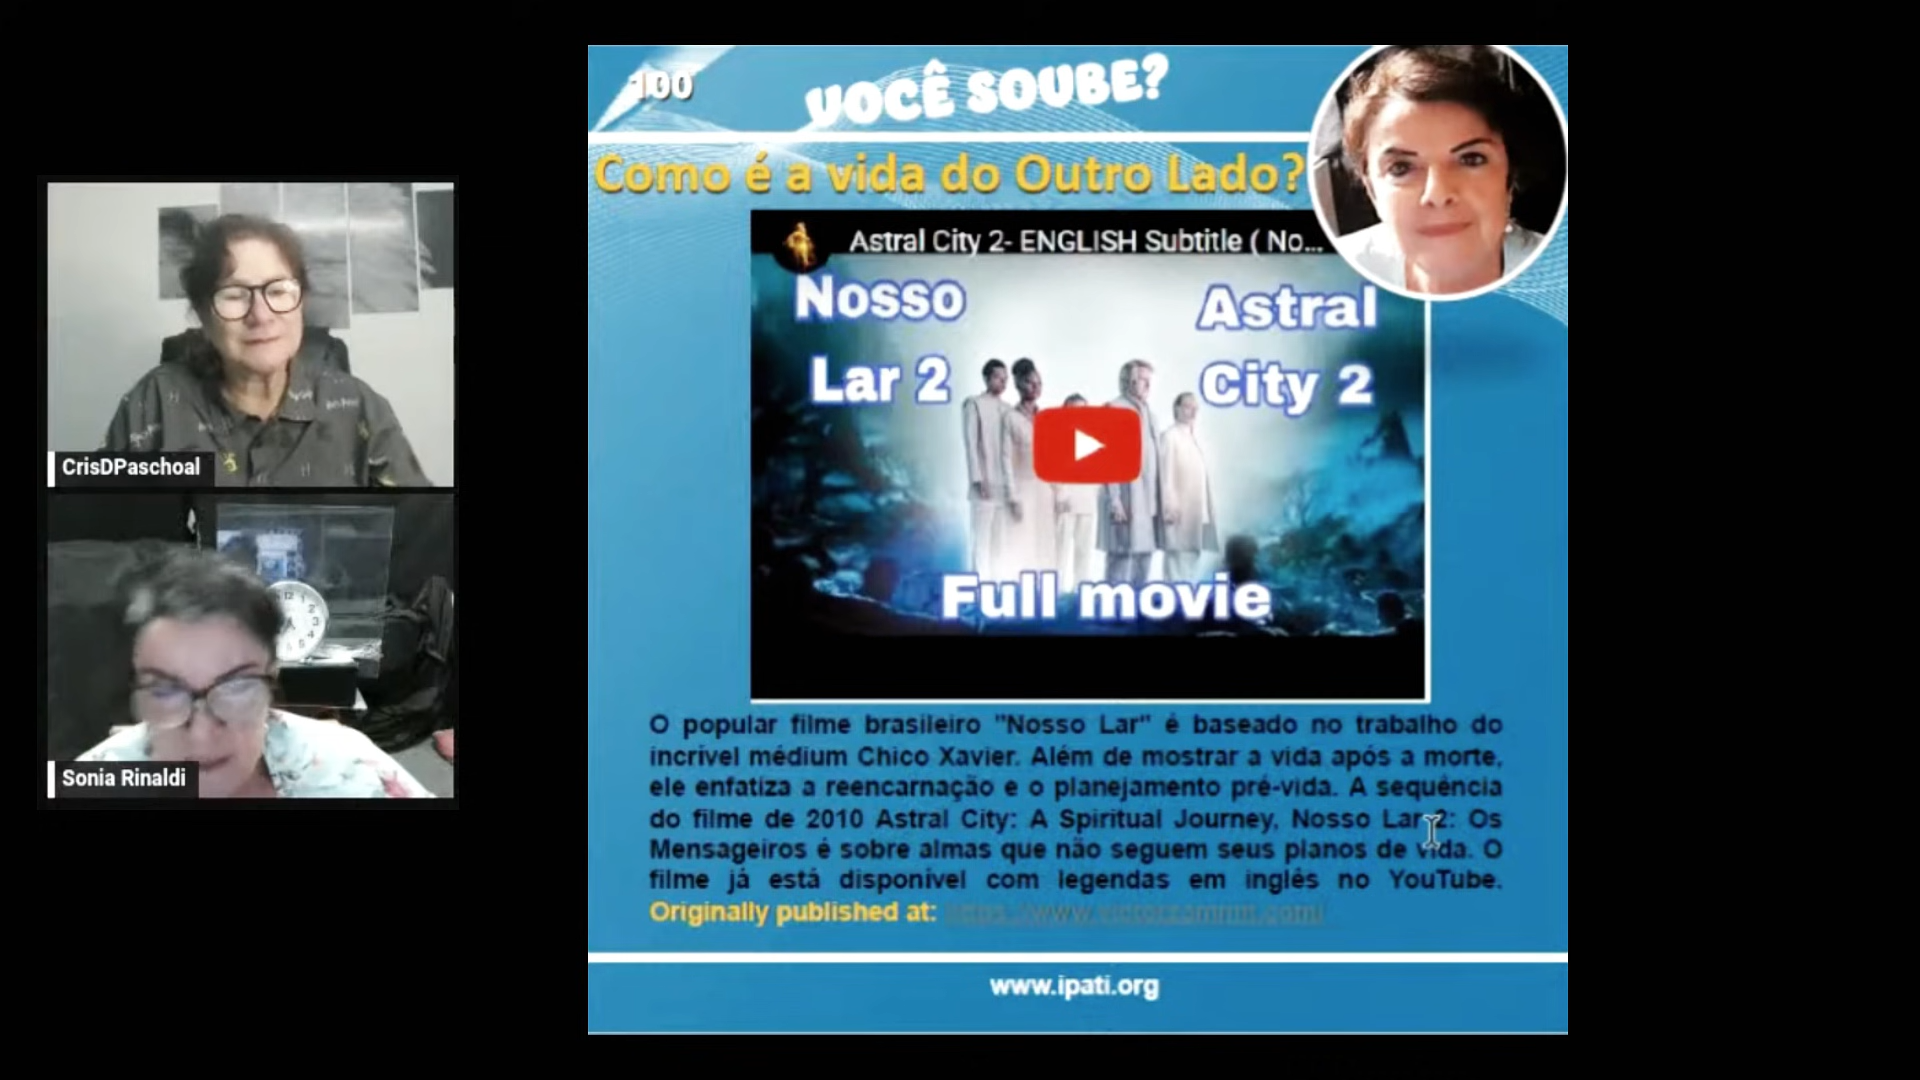 100
VOCÊ SOUBE?
Como é a vida do Outro Lado?
Astral City 2- ENGLISH Subtitle ( No...
Nosso
Lar 2
Astral
City 2
Full movie
CrisDPaschoal
Sonia Rinaldi
O popular filme brasileiro "Nosso Lar" é baseado no trabalho do
incrível médium Chico Xavier. Além de mostrar a vida após a morte,
ele enfatiza a reencarnação e o planejamento pré-vida. A sequência
do filme de 2010 Astral City: A Spiritual Journey, Nosso Lar 2: Os
Mensageiros é sobre almas que não seguem seus planos de vida. O
filme já está disponível com legendas em inglês no YouTube.
Originally published at:
www.ipati.org